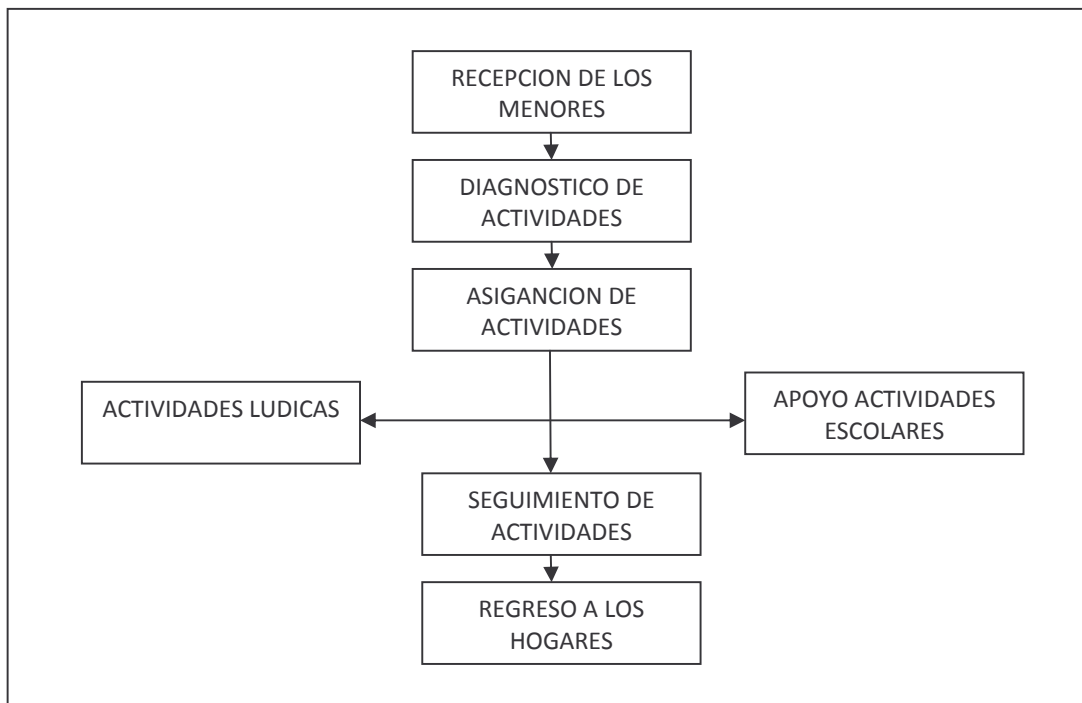 RECEPCION DE LOS
MENORES
DIAGNOSTICO DE
ACTIVIDADES
ASIGANCION DE
ACTIVIDADES
ACTIVIDADES LUDICAS
APOYO ACTIVIDADES
ESCOLARES
SEGUIMIENTO DE
ACTIVIDADES
REGRESO A LOS
HOGARES